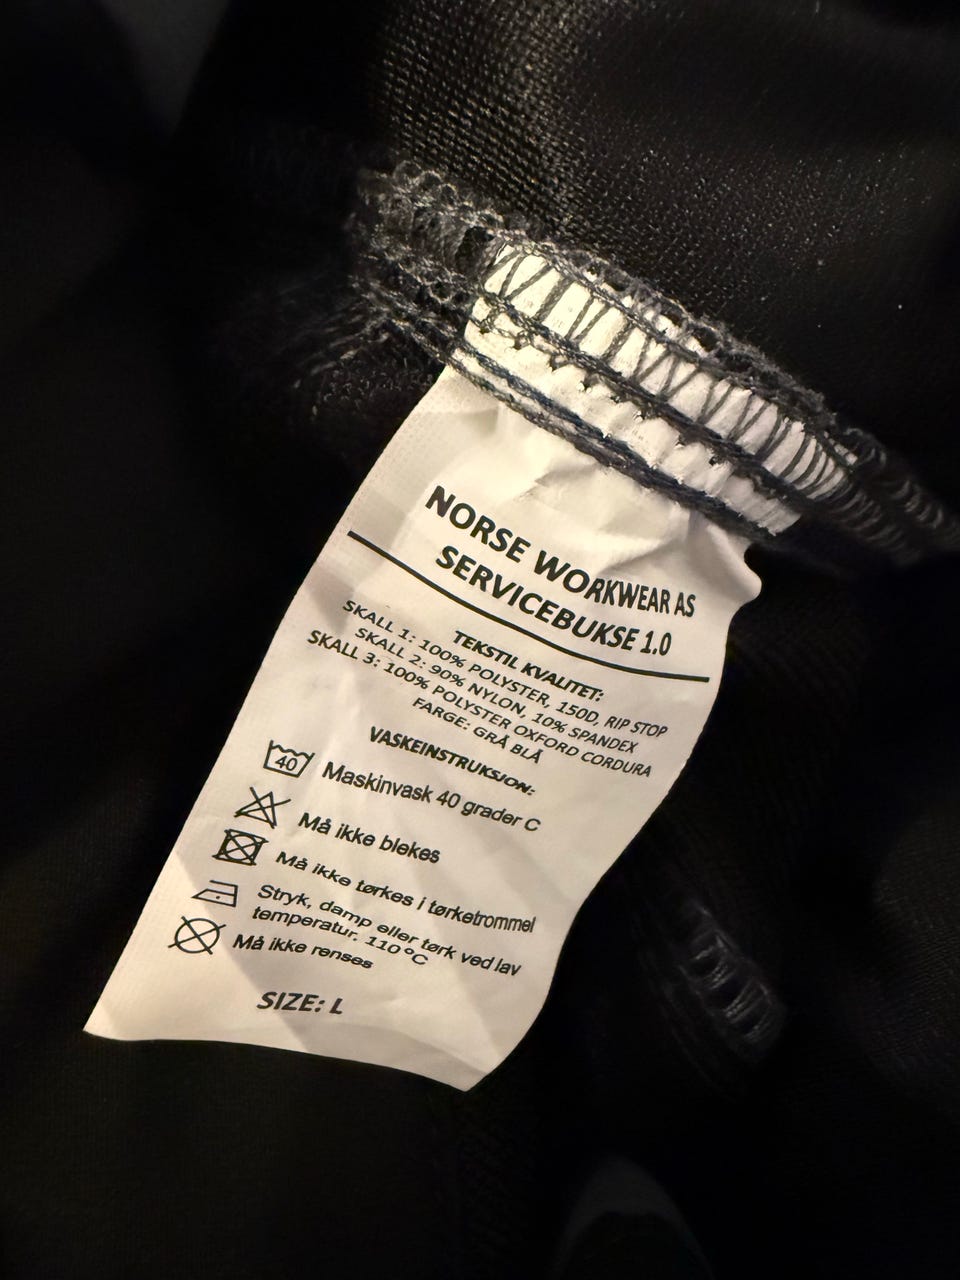 NORSE WORKWEAR AS
SERVICEBUKSE 1.0
TEKSTIL KVALITET:
SKALL 1: 100% POLYSTER, 150D, RIP STOP
SKALL 2: 90% NYLON, 10% SPANDEX
SKALL 3: 100% POLYSTER OXFORD CORDURA
FARGE: GRÅ BLÅ
VASKEINSTRUKSJON:
40 Maskinvask 40 grader C
Må ikke blekes
Må ikke tørkes i tørketrommel
Stryk, damp eller tørk ved lav
temperatur. 110°C
Må ikke renses
SIZE: L